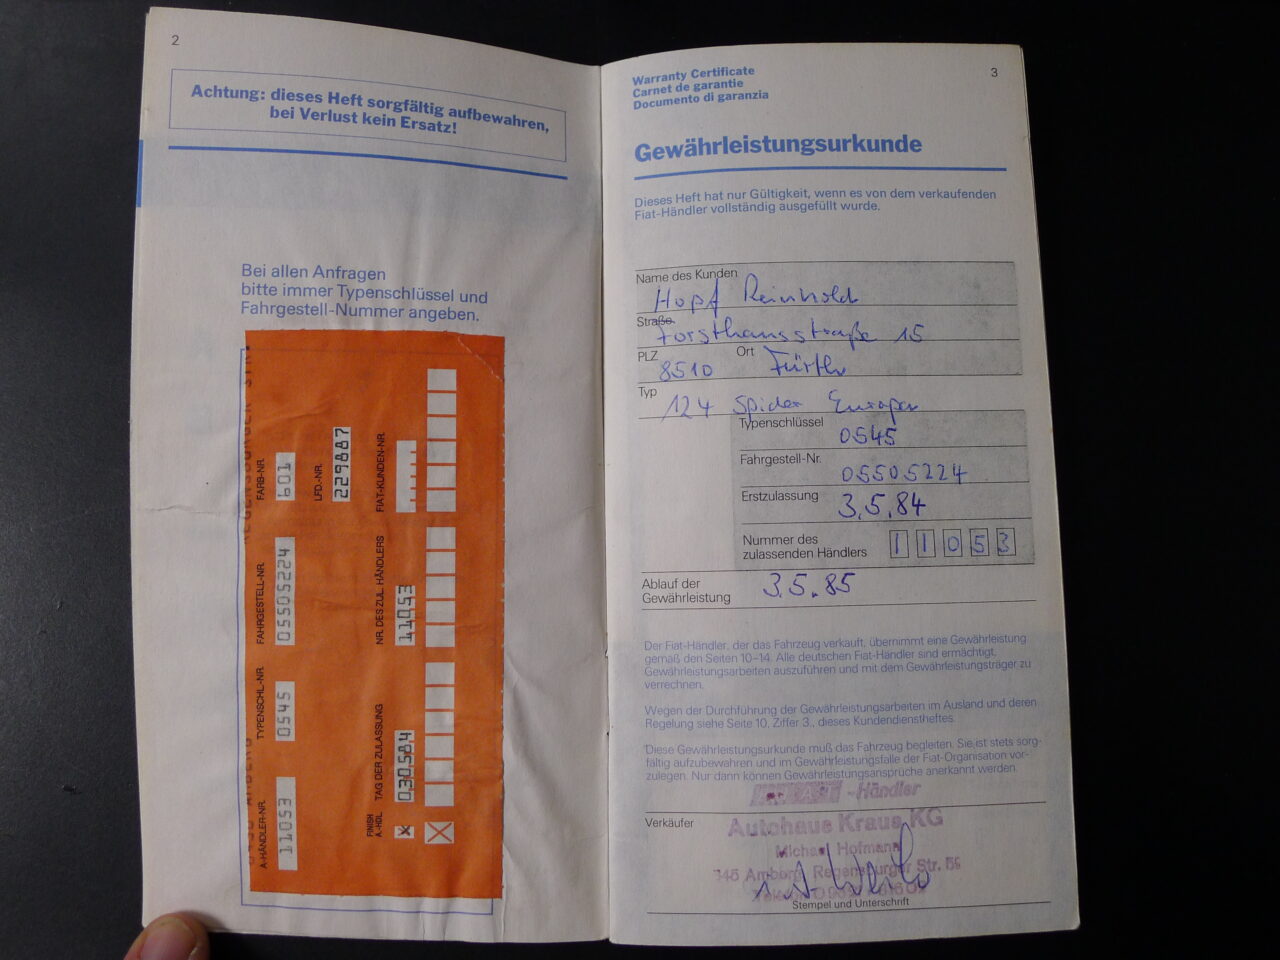 2
Achtung: dieses Heft sorgfältig aufbewahren,
bei Verlust kein Ersatz!
Bei allen Anfragen
bitte immer Typenschlüssel und
Fahrgestell-Nummer angeben.
A-HÄNDLER-NR.
11053
TYPENSCHL.-NR.
0545
FAHRGESTELL-NR.
05505224
FARB-NR.
601
LFD.-NR.
229887
FINISH
A.-HDL.
x
TAG DER ZULASSUNG
030584
NR. DES ZUL. HÄNDLERS
11053
FIAT-KUNDEN-NR.
3
Warranty Certificate
Carnet de garantie
Documento di garanzia
Gewährleistungsurkunde
Dieses Heft hat nur Gültigkeit, wenn es von dem verkaufenden
Fiat-Händler vollständig ausgefüllt wurde.
Name des Kunden
Hopf Reinhold
Straße
Forsthausstraße 15
PLZ 8510 Ort Fürth
Typ
124 Spider Europa
Typenschlüssel
0545
Fahrgestell-Nr.
05505224
Erstzulassung
3.5.84
Nummer des
zulassenden Händlers 11053
Ablauf der
Gewährleistung 3.5.85
Der Fiat-Händler, der das Fahrzeug verkauft, übernimmt eine Gewährleistung
gemäß den Seiten 10–14. Alle deutschen Fiat-Händler sind ermächtigt,
Gewährleistungsarbeiten auszuführen und mit dem Gewährleistungsträger zu
verrechnen.
Wegen der Durchführung der Gewährleistungsarbeiten im Ausland und deren
Regelung siehe Seite 10, Ziffer 3., dieses Kundendienstheftes.
Diese Gewährleistungsurkunde muß das Fahrzeug begleiten. Sie ist stets sorg-
fältig aufzubewahren und im Gewährleistungsfalle der Fiat-Organisation vor-
zulegen. Nur dann können Gewährleistungsansprüche anerkannt werden.
FIAT -Händler
Verkäufer
Autohaus Kraus KG
Michael Hofmann
Amberg, Regensburger Str. 59
Stempel und Unterschrift